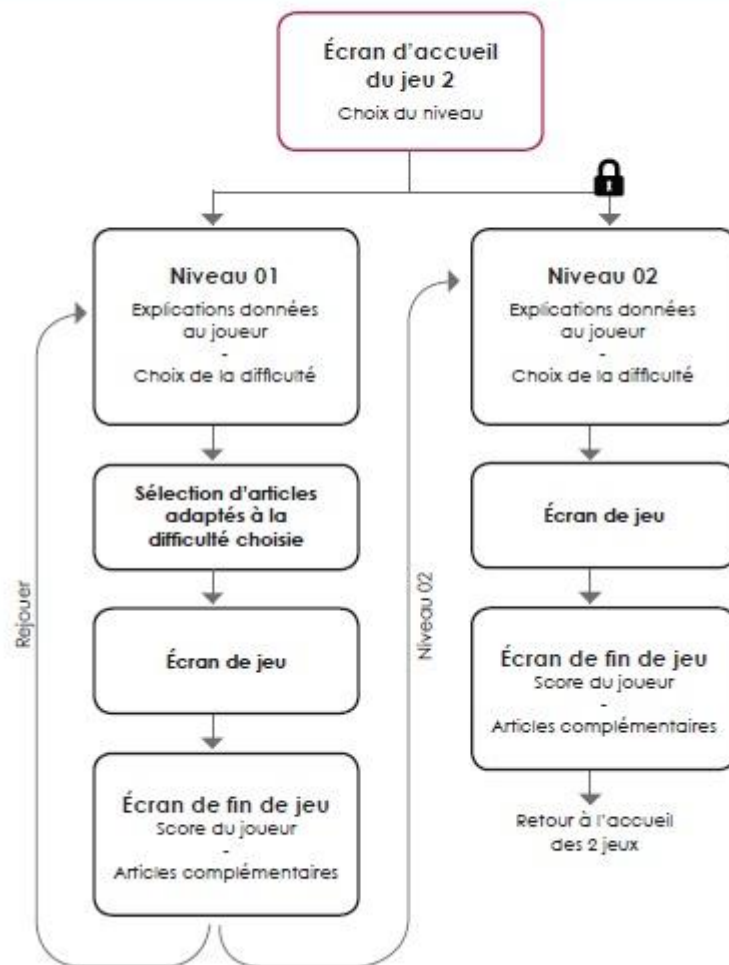 Écran d'accueil
du jeu 2
Choix du niveau
Niveau 01
Explications données
au joueur
-
Choix de la difficulté
Sélection d'articles
adaptés à la
difficulté choisie
Écran de jeu
Écran de fin de jeu
Score du joueur
-
Articles complémentaires
Rejouer
Niveau 02
Niveau 02
Explications données
au joueur
-
Choix de la difficulté
Écran de jeu
Écran de fin de jeu
Score du joueur
-
Articles complémentaires
Retour à l'accueil
des 2 jeux